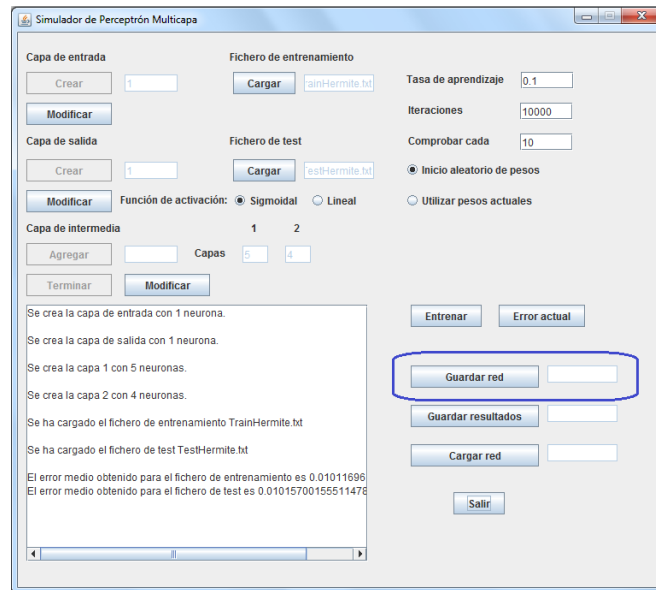 Simulador de Perceptrón Multicapa
Capa de entrada
Fichero de entrenamiento
Crear
1
Cargar
rainHermite.txt
Tasa de aprendizaje
0.1
Modificar
Iteraciones
10000
Capa de salida
Fichero de test
Comprobar cada
10
Crear
1
Cargar
estHermite.txt
Inicio aleatorio de pesos
Modificar
Función de activación:
Sigmoidal
Lineal
Utilizar pesos actuales
Capa de intermedia
1 2
Agregar
Capas
5
4
Terminar
Modificar
Se crea la capa de entrada con 1 neurona.
Se crea la capa de salida con 1 neurona.
Se crea la capa 1 con 5 neuronas.
Se crea la capa 2 con 4 neuronas.
Se ha cargado el fichero de entrenamiento TrainHermite.txt
Se ha cargado el fichero de test TestHermite.txt
El error medio obtenido para el fichero de entrenamiento es 0.01011696
El error medio obtenido para el fichero de test es 0.01015700155511478
Entrenar
Error actual
Guardar red
Guardar resultados
Cargar red
Salir